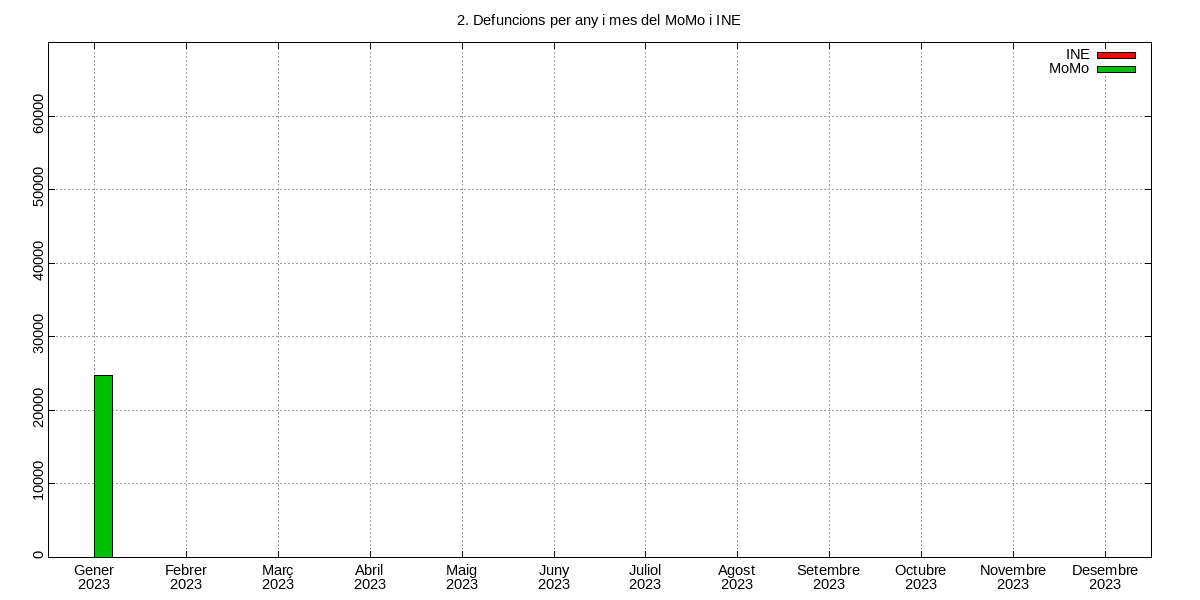 2. Defuncions per any i mes del MoMo i INE
INE
MoMo
60000
50000
40000
30000
20000
10000
0
Gener Febrer Març Abril Maig Juny Juliol Agost Setembre Octubre Novembre Desembre
2023 2023 2023 2023 2023 2023 2023 2023 2023 2023 2023 2023